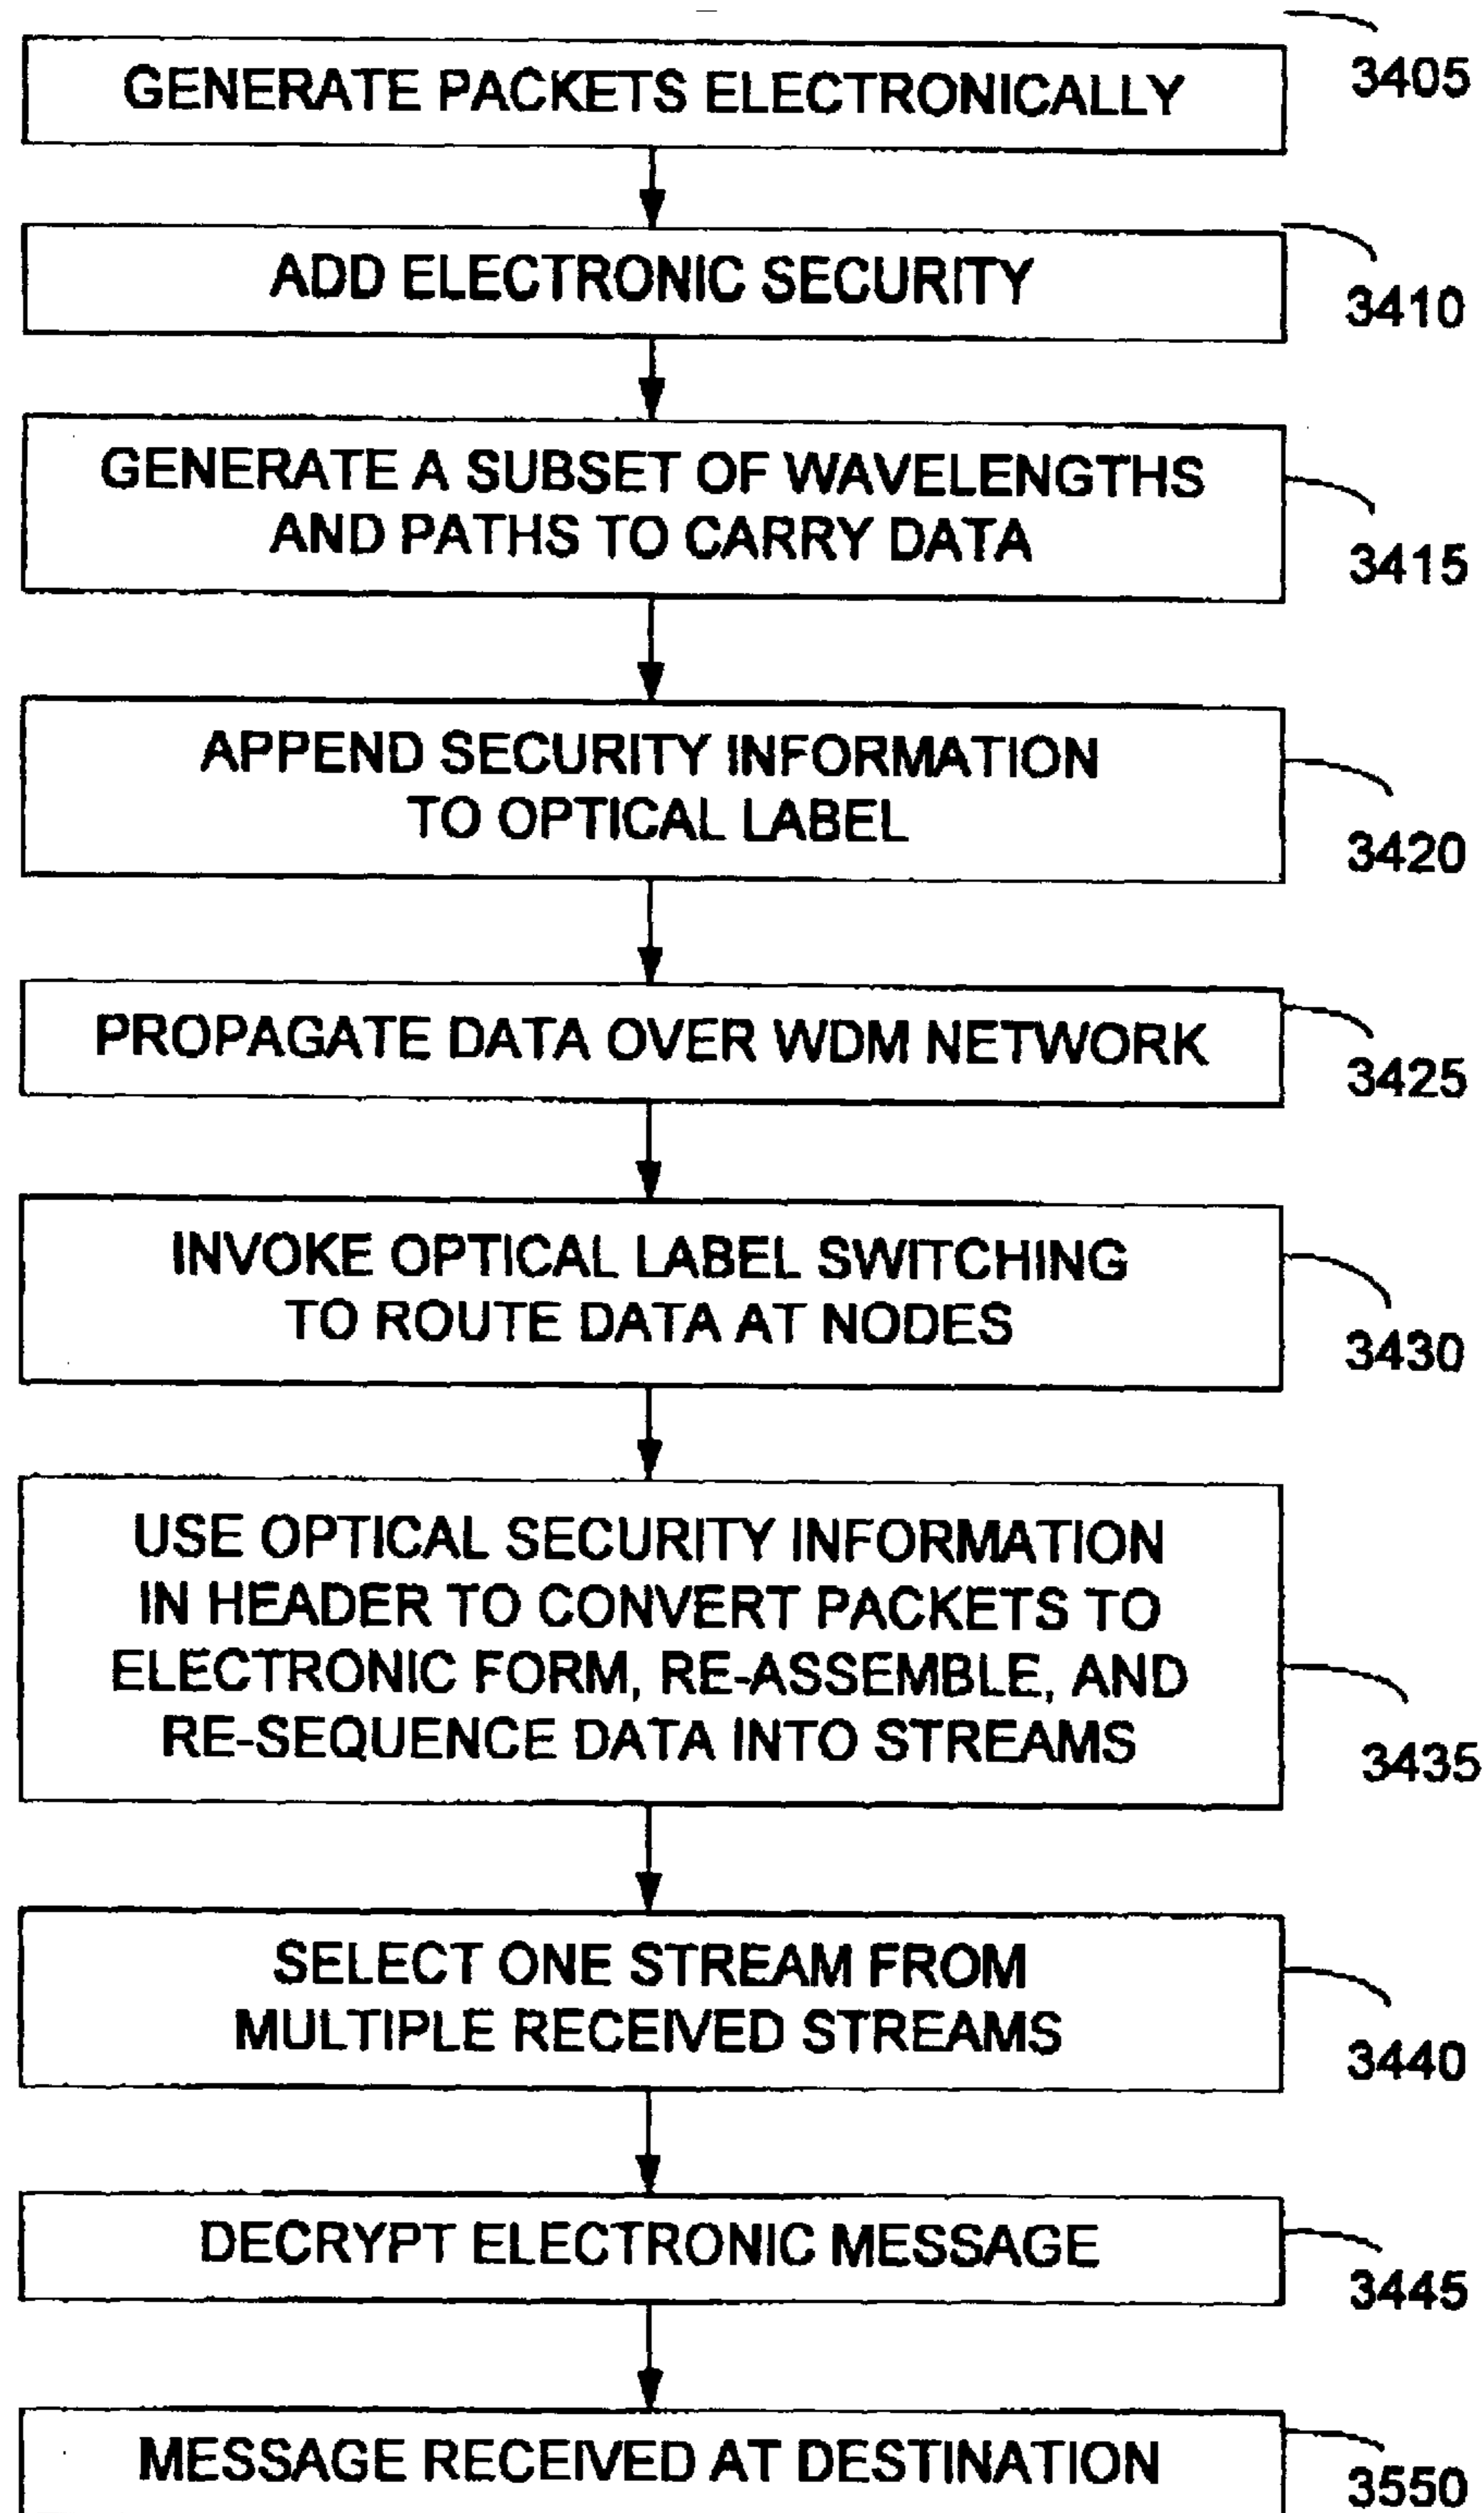 GENERATE PACKETS ELECTRONICALLY
3405
ADD ELECTRONIC SECURITY
3410
GENERATE A SUBSET OF WAVELENGTHS
AND PATHS TO CARRY DATA
3415
APPEND SECURITY INFORMATION
TO OPTICAL LABEL
3420
PROPAGATE DATA OVER WDM NETWORK
3425
INVOKE OPTICAL LABEL SWITCHING
TO ROUTE DATA AT NODES
3430
USE OPTICAL SECURITY INFORMATION
IN HEADER TO CONVERT PACKETS TO
ELECTRONIC FORM, RE-ASSEMBLE, AND
RE-SEQUENCE DATA INTO STREAMS
3435
SELECT ONE STREAM FROM
MULTIPLE RECEIVED STREAMS
3440
DECRYPT ELECTRONIC MESSAGE
3445
MESSAGE RECEIVED AT DESTINATION
3550